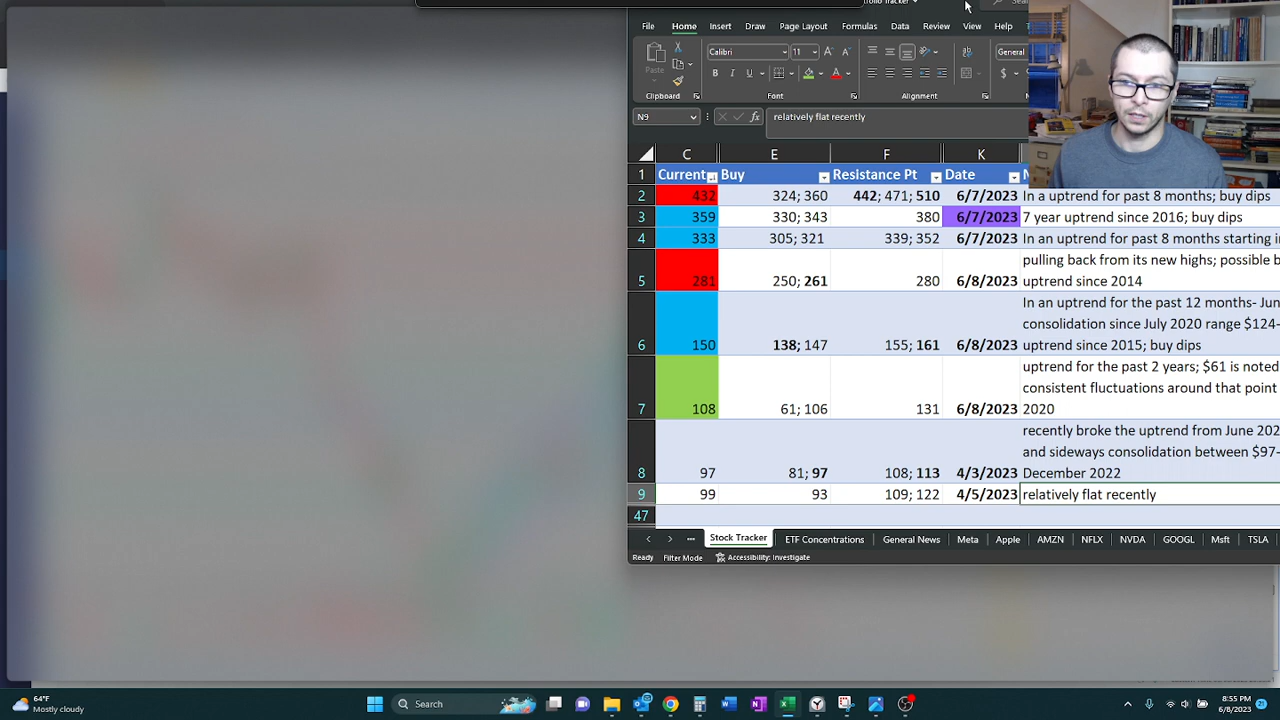 File Home Insert Draw Page Layout Formulas Data Review View Help
Calibri 11 A A General
Paste B I U A $
Clipboard Font Alignment
N9 fx relatively flat recently
C E F K
1 Current Buy Resistance Pt Date
2 432 324; 360 442; 471; 510 6/7/2023 In a uptrend for past 8 months; buy dips
3 359 330; 343 380 6/7/2023 7 year uptrend since 2016; buy dips
4 333 305; 321 339; 352 6/7/2023 In an uptrend for past 8 months starting
pulling back from its new highs; possible
5 281 250; 261 280 6/8/2023 uptrend since 2014
In an uptrend for the past 12 months- Jun
consolidation since July 2020 range $124-
6 150 138; 147 155; 161 6/8/2023 uptrend since 2015; buy dips
uptrend for the past 2 years; $61 is noted
consistent fluctuations around that point
7 108 61; 106 131 6/8/2023 2020
recently broke the uptrend from June 202
and sideways consolidation between $97-
8 97 81; 97 108; 113 4/3/2023 December 2022
9 99 93 109; 122 4/5/2023 relatively flat recently
47
Stock Tracker ETF Concentrations General News Meta Apple AMZN NFLX NVDA GOOGL Msft TSLA
Ready Filter Mode Accessibility: Investigate
64°F
Mostly cloudy
Search
8:55 PM
6/8/2023